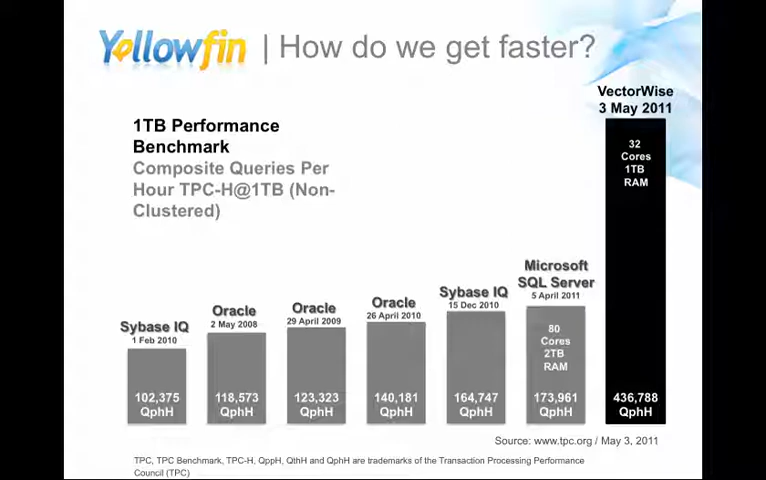 Yellowfin | How do we get faster?
1TB Performance
Benchmark
Composite Queries Per
Hour TPC-H@1TB (Non-
Clustered)
Sybase IQ
1 Feb 2010
102,375
QphH
Oracle
2 May 2008
118,573
QphH
Oracle
29 April 2009
123,323
QphH
Oracle
26 April 2010
140,181
QphH
Sybase IQ
15 Dec 2010
164,747
QphH
Microsoft
SQL Server
5 April 2011
80
Cores
2TB
RAM
173,961
QphH
VectorWise
3 May 2011
32
Cores
1TB
RAM
436,788
QphH
Source: www.tpc.org / May 3, 2011
TPC, TPC Benchmark, TPC-H, QppH, QthH and QphH are trademarks of the Transaction Processing Performance
Council (TPC)